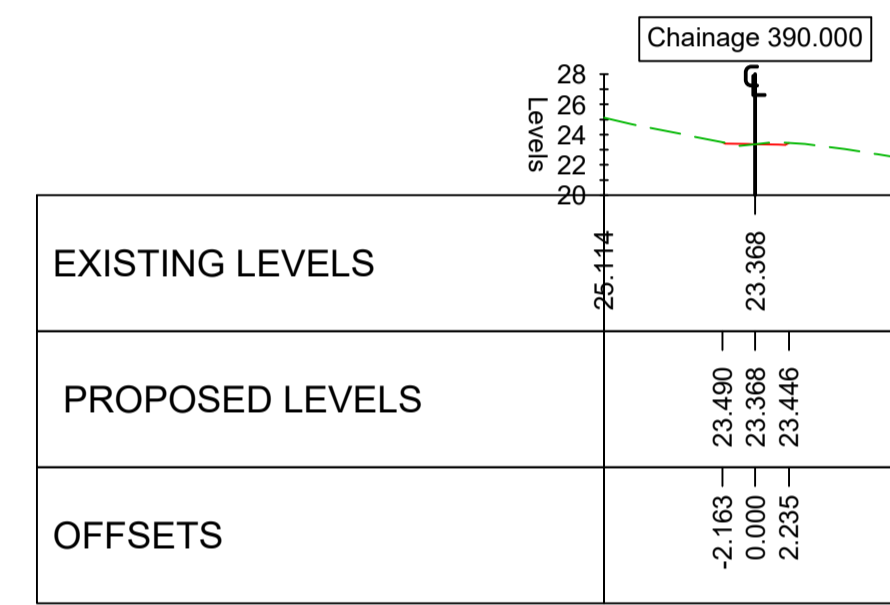 Chainage 390.000
℄
Levels
28
26
24
22
20
EXISTING LEVELS
25.114
23.368
PROPOSED LEVELS
23.490
23.368
23.446
OFFSETS
-2.163
0.000
2.235